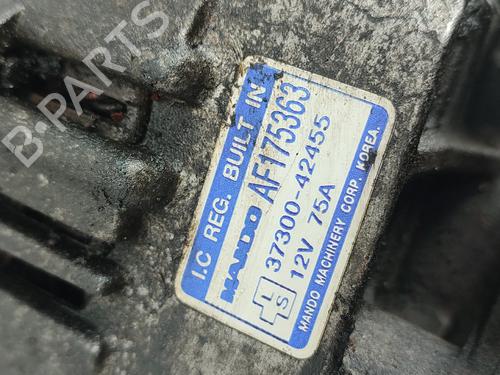 B-PARTS
I.C REG. BUILT IN
MANDO AF175363
L S 37300-42455
12V 75A
MANDO MACHINERY CORP. KOREA.